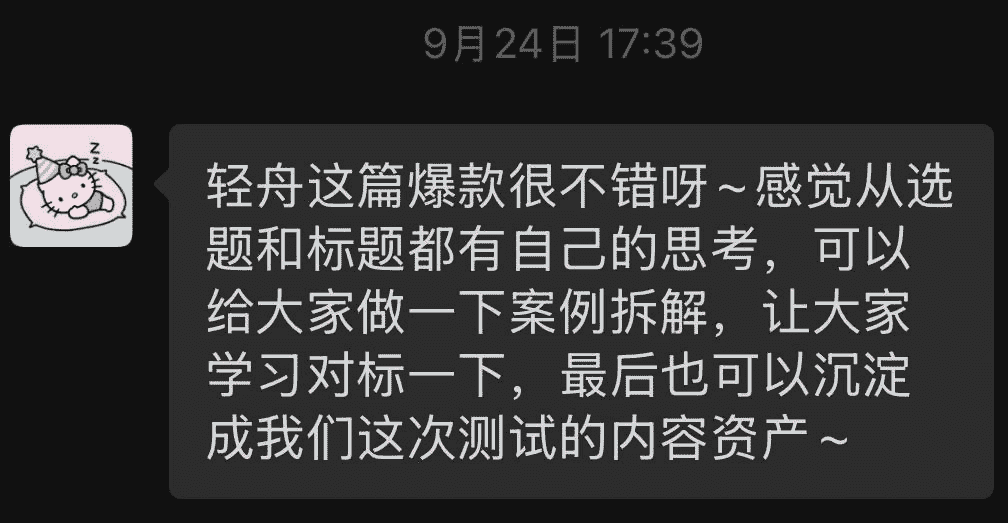 9月24日 17:39
z
z
轻舟这篇爆款很不错呀~感觉从选
题和标题都有自己的思考，可以
给大家做一下案例拆解，让大家
学习对标一下，最后也可以沉淀
成我们这次测试的内容资产~